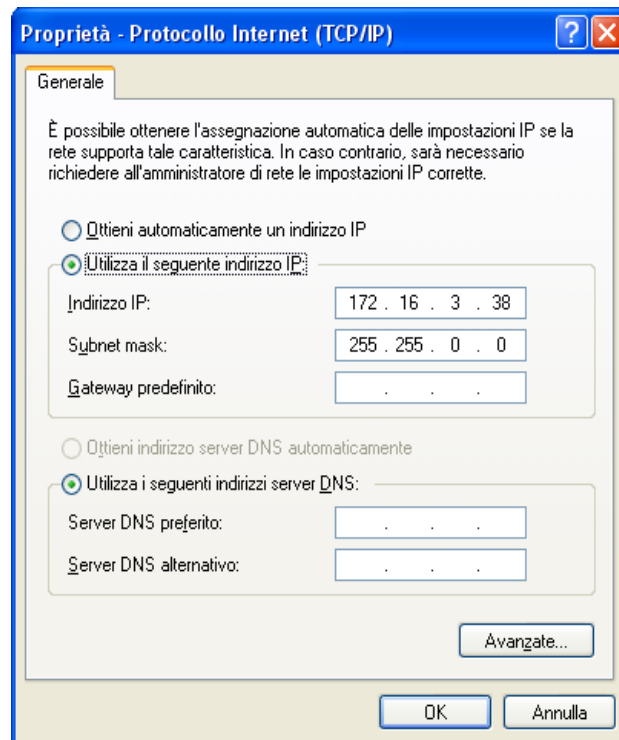 Proprietà - Protocollo Internet (TCP/IP)
Generale
È possibile ottenere l'assegnazione automatica delle impostazioni IP se la
rete supporta tale caratteristica. In caso contrario, sarà necessario
richiedere all'amministratore di rete le impostazioni IP corrette.
Ottieni automaticamente un indirizzo IP
Utilizza il seguente indirizzo IP:
Indirizzo IP: 172 . 16 . 3 . 38
Subnet mask: 255 . 255 . 0 . 0
Gateway predefinito: . . .
Ottieni indirizzo server DNS automaticamente
Utilizza i seguenti indirizzi server DNS:
Server DNS preferito: . . .
Server DNS alternativo: . . .
Avanzate...
OK Annulla